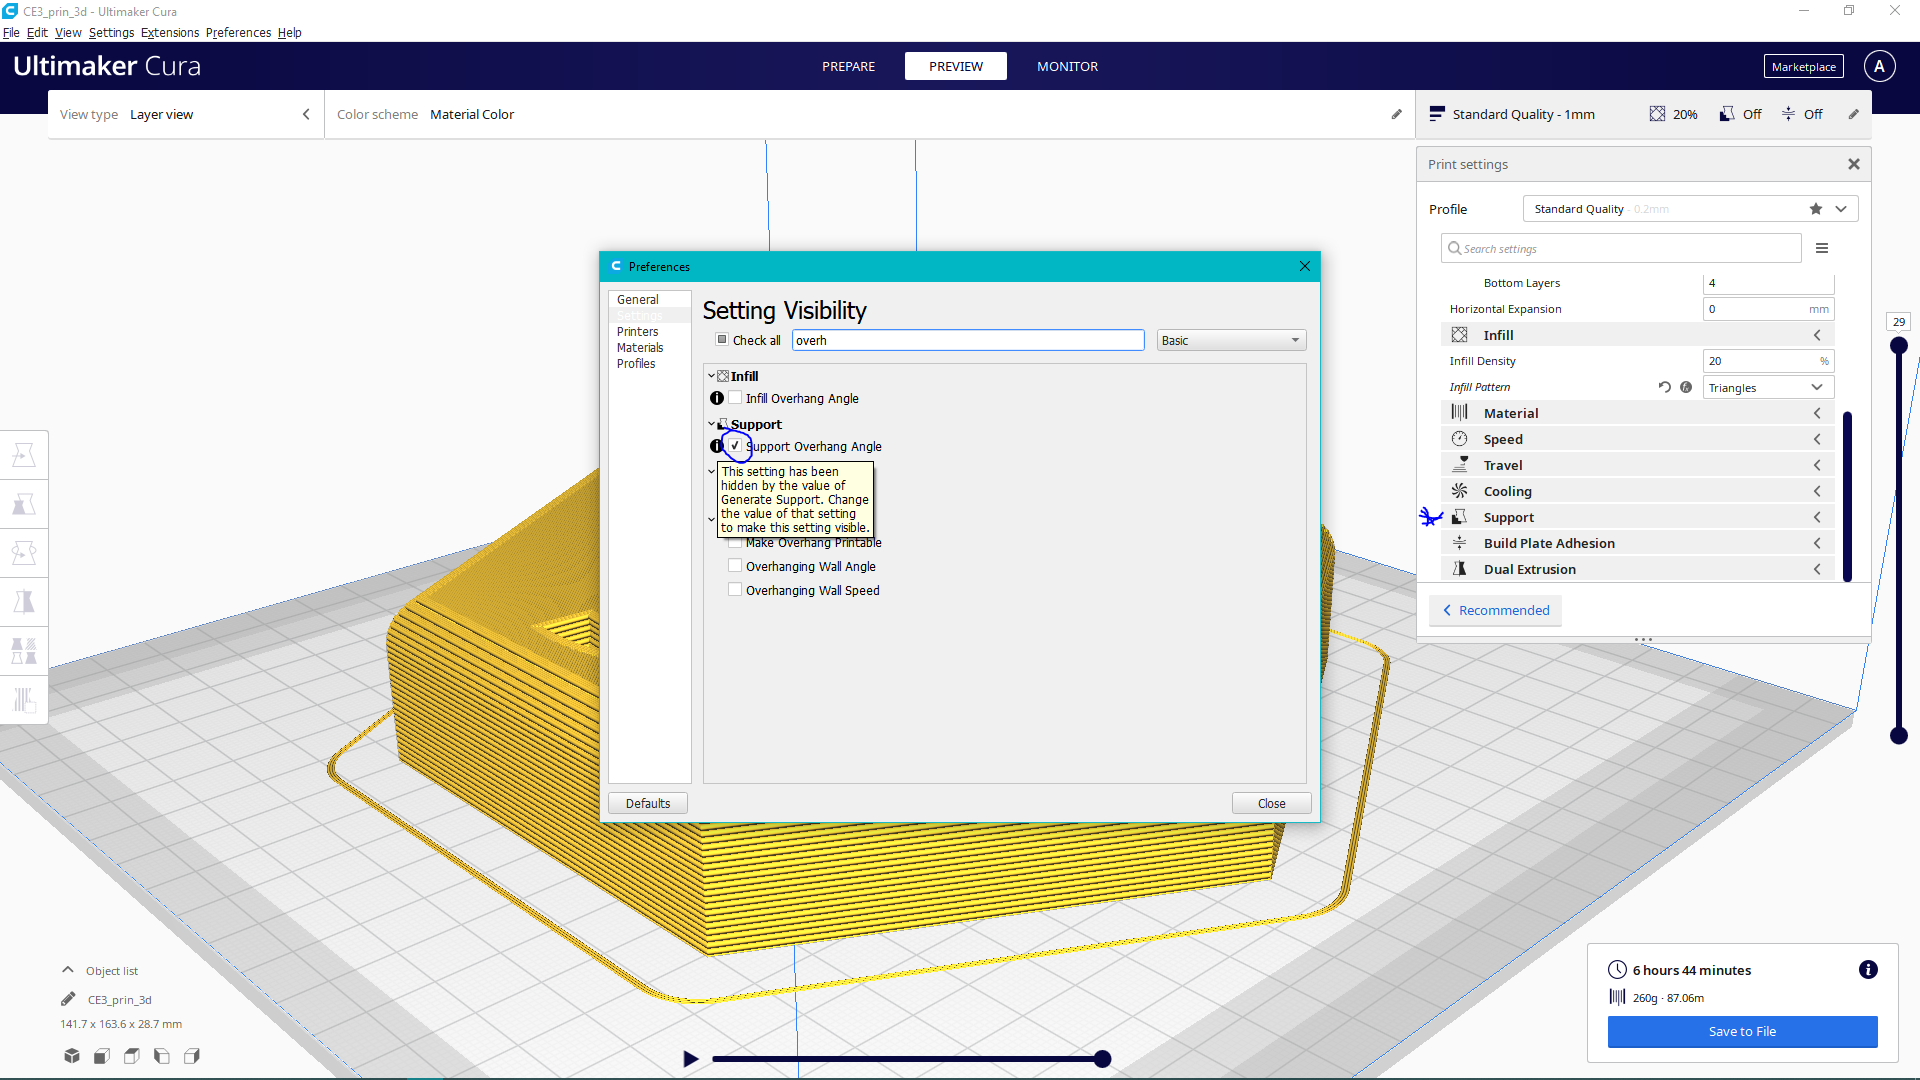 CE3_prin_3d - Ultimaker Cura
File Edit View Settings Extensions Preferences Help
Ultimaker Cura
PREPARE
PREVIEW
MONITOR
Marketplace
A
View type Layer view
Color scheme Material Color
Standard Quality - 1mm
20%
Off
Off
Print settings
Profile
Standard Quality - 0.2mm
Search settings
Bottom Layers
4
Horizontal Expansion
0 mm
Infill
Infill Density
20 %
Infill Pattern
Triangles
Material
Speed
Travel
Cooling
Support
Build Plate Adhesion
Dual Extrusion
Recommended
29
Preferences
General
Settings
Printers
Materials
Profiles
Setting Visibility
Check all
overh
Basic
Infill
Infill Overhang Angle
Support
Support Overhang Angle
This setting has been
hidden by the value of
Generate Support. Change
the value of that setting
to make this setting visible.
Make Overhang Printable
Overhanging Wall Angle
Overhanging Wall Speed
Defaults
Close
Object list
CE3_prin_3d
141.7 x 163.6 x 28.7 mm
6 hours 44 minutes
260g · 87.06m
Save to File